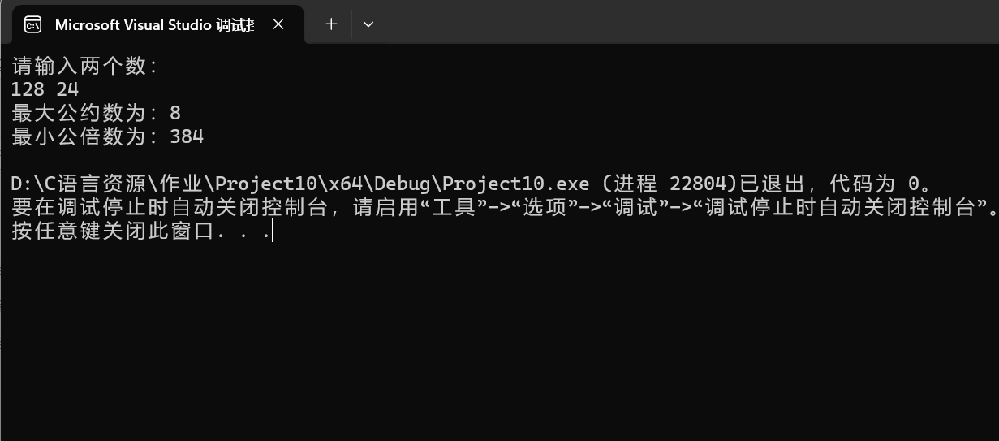 Microsoft Visual Studio 调试控
请输入两个数：
128 24
最大公约数为：8
最小公倍数为：384
D:\C语言资源\作业\Project10\x64\Debug\Project10.exe (进程 22804)已退出，代码为 0。
要在调试停止时自动关闭控制台，请启用“工具”->“选项”->“调试”->“调试停止时自动关闭控制台”。
按任意键关闭此窗口. . .